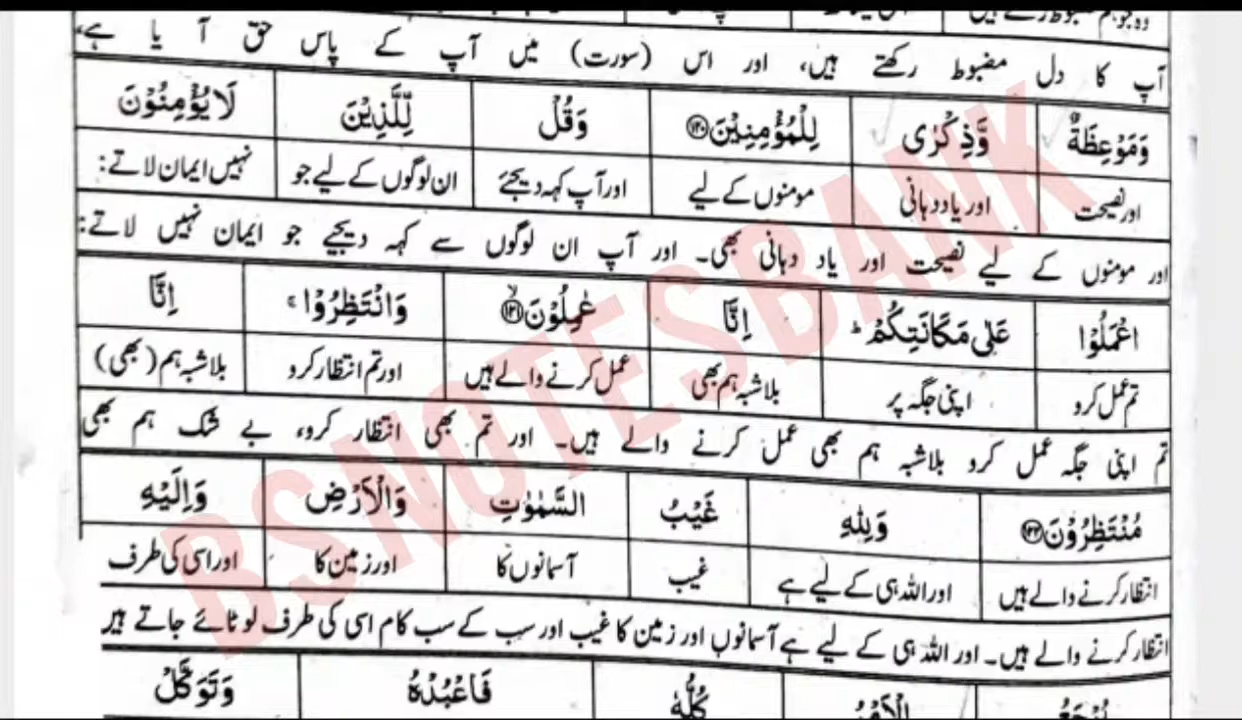 آپ کا دل مضبوط رکھتے ہیں، اور اس (سورت) میں آپ کے پاس حق آ یا ہے،
وَمَوْعِظَةٌ وَّذِكْرٰى لِلْمُؤْمِنِيْنَ ۝۱۲۰ وَقُلْ لِّلَّذِيْنَ لَا يُؤْمِنُوْنَ
اور نصیحت اور یاد دہانی مومنوں کے لیے اور آپ کہہ دیجئے ان لوگوں کے لیے جو نہیں ایمان لاتے:
اور مومنوں کے لیے نصیحت اور یاد دہانی بھی۔ اور آپ ان لوگوں سے کہہ دیجیے جو ایمان نہیں لاتے:
اعْمَلُوْا عَلٰى مَكَانَتِكُمْ ؕ اِنَّا عٰمِلُوْنَ ۝۱۲۱ۙ وَانْتَظِرُوْا ۚ اِنَّا
تم عمل کرو اپنی جگہ پر بلاشبہ ہم بھی عمل کرنے والے ہیں اور تم انتظار کرو بلاشبہ ہم (بھی)
تم اپنی جگہ عمل کرو بلاشبہ ہم بھی عمل کرنے والے ہیں۔ اور تم بھی انتظار کرو، بے شک ہم بھی
مُنْتَظِرُوْنَ ۝۱۲۲ وَلِلّٰهِ غَيْبُ السَّمٰوٰتِ وَالْاَرْضِ وَاِلَيْهِ
انتظار کرنے والے ہیں اور اللہ ہی کے لیے ہے غیب آسمانوں کا اور زمین کا اور اسی کی طرف
انتظار کرنے والے ہیں۔ اور اللہ ہی کے لیے ہے آسمانوں اور زمین کا غیب اور سب کے سب کام اسی کی طرف لوٹائے جاتے ہیں
كُلُّهٗ فَاعْبُدْهُ وَتَوَكَّلْ
BSNOTESBANK